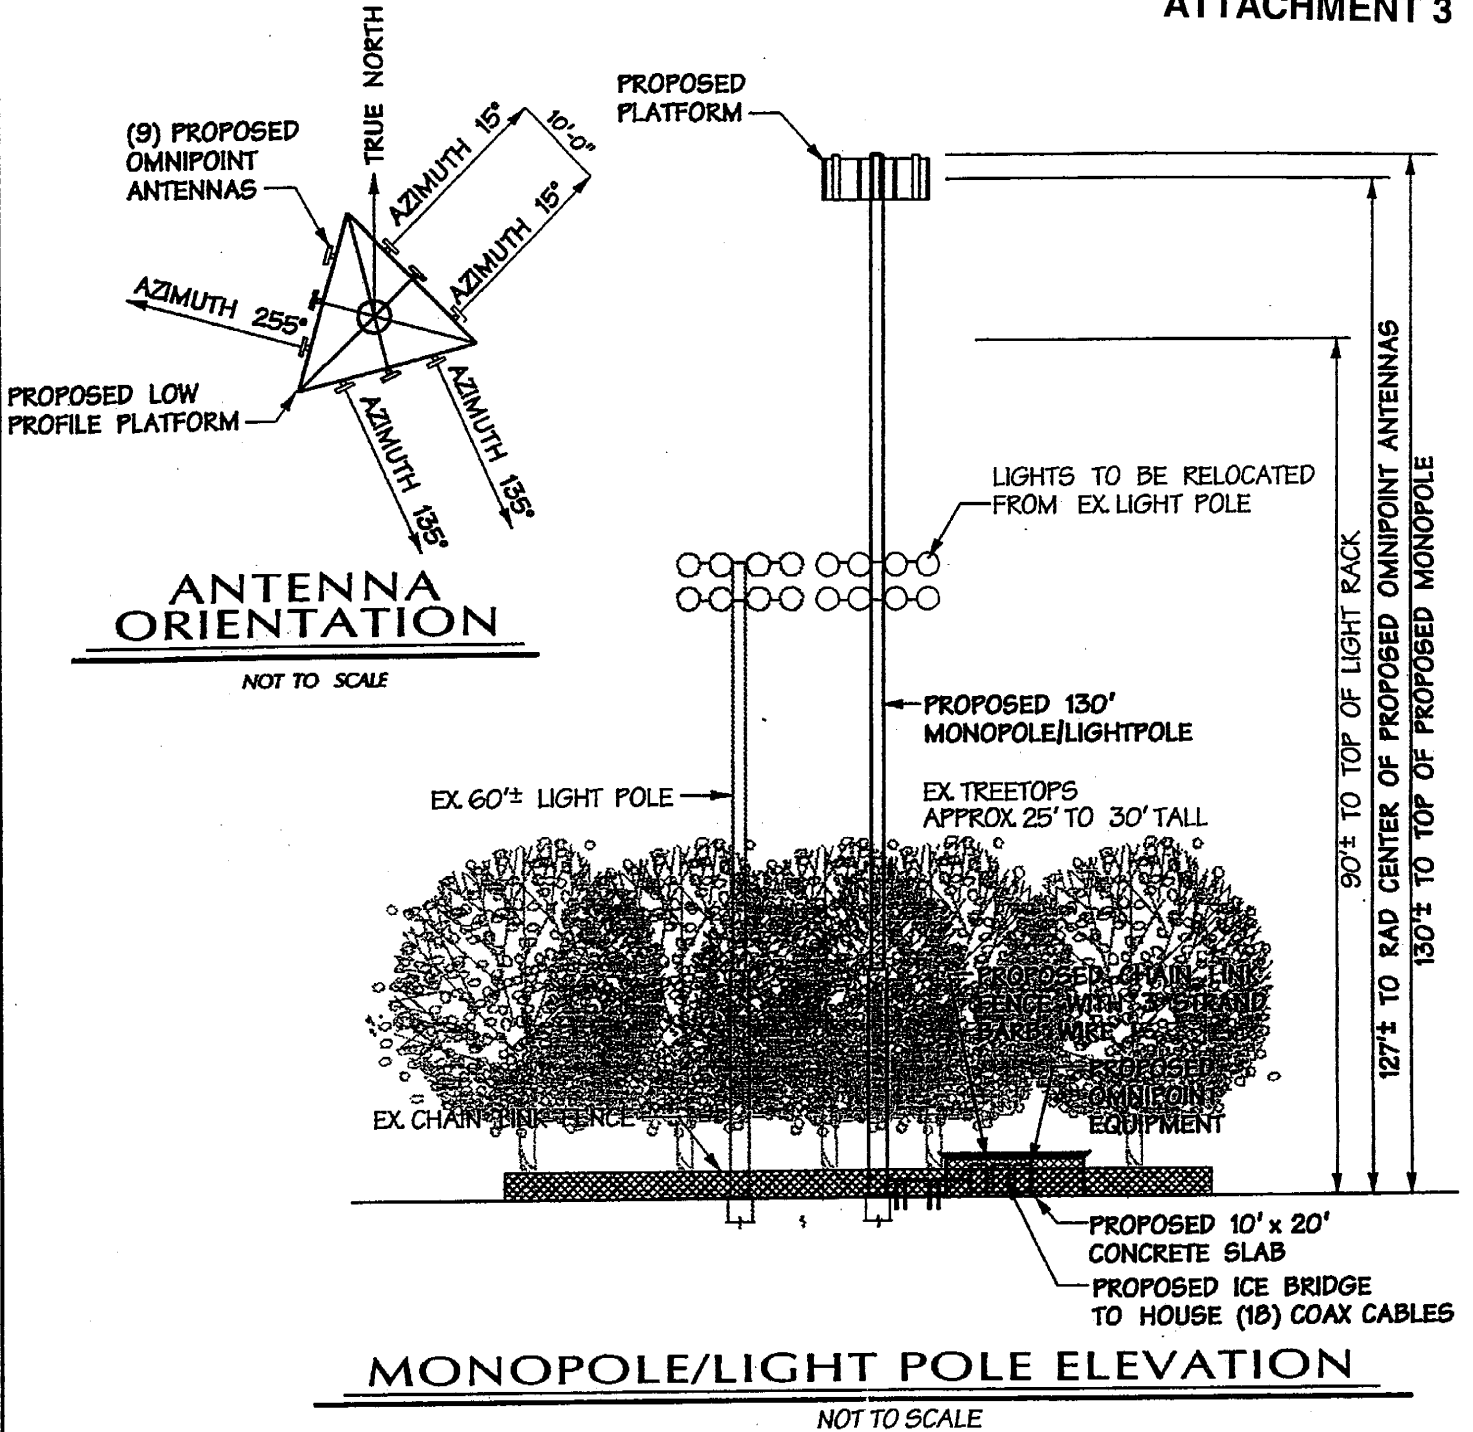 ATTACHMENT 3
TRUE NORTH
(9) PROPOSED
OMNIPOINT
ANTENNAS
AZIMUTH 15°
10'-0"
AZIMUTH 15°
AZIMUTH 255°
PROPOSED LOW
PROFILE PLATFORM
AZIMUTH 135°
AZIMUTH 135°
ANTENNA
ORIENTATION
NOT TO SCALE
PROPOSED
PLATFORM
LIGHTS TO BE RELOCATED
FROM EX. LIGHT POLE
PROPOSED 130'
MONOPOLE/LIGHTPOLE
EX. 60'± LIGHT POLE
EX. TREETOPS
APPROX. 25' TO 30' TALL
90'± TO TOP OF LIGHT RACK
127'± TO RAD CENTER OF PROPOSED OMNIPOINT ANTENNAS
130'± TO TOP OF PROPOSED MONOPOLE
PROPOSED CHAIN LINK
FENCE WITH 3 STRAND
BARB WIRE
PROPOSED
OMNIPOINT
EQUIPMENT
EX. CHAIN LINK FENCE
PROPOSED 10' x 20'
CONCRETE SLAB
PROPOSED ICE BRIDGE
TO HOUSE (18) COAX CABLES
MONOPOLE/LIGHT POLE ELEVATION
NOT TO SCALE